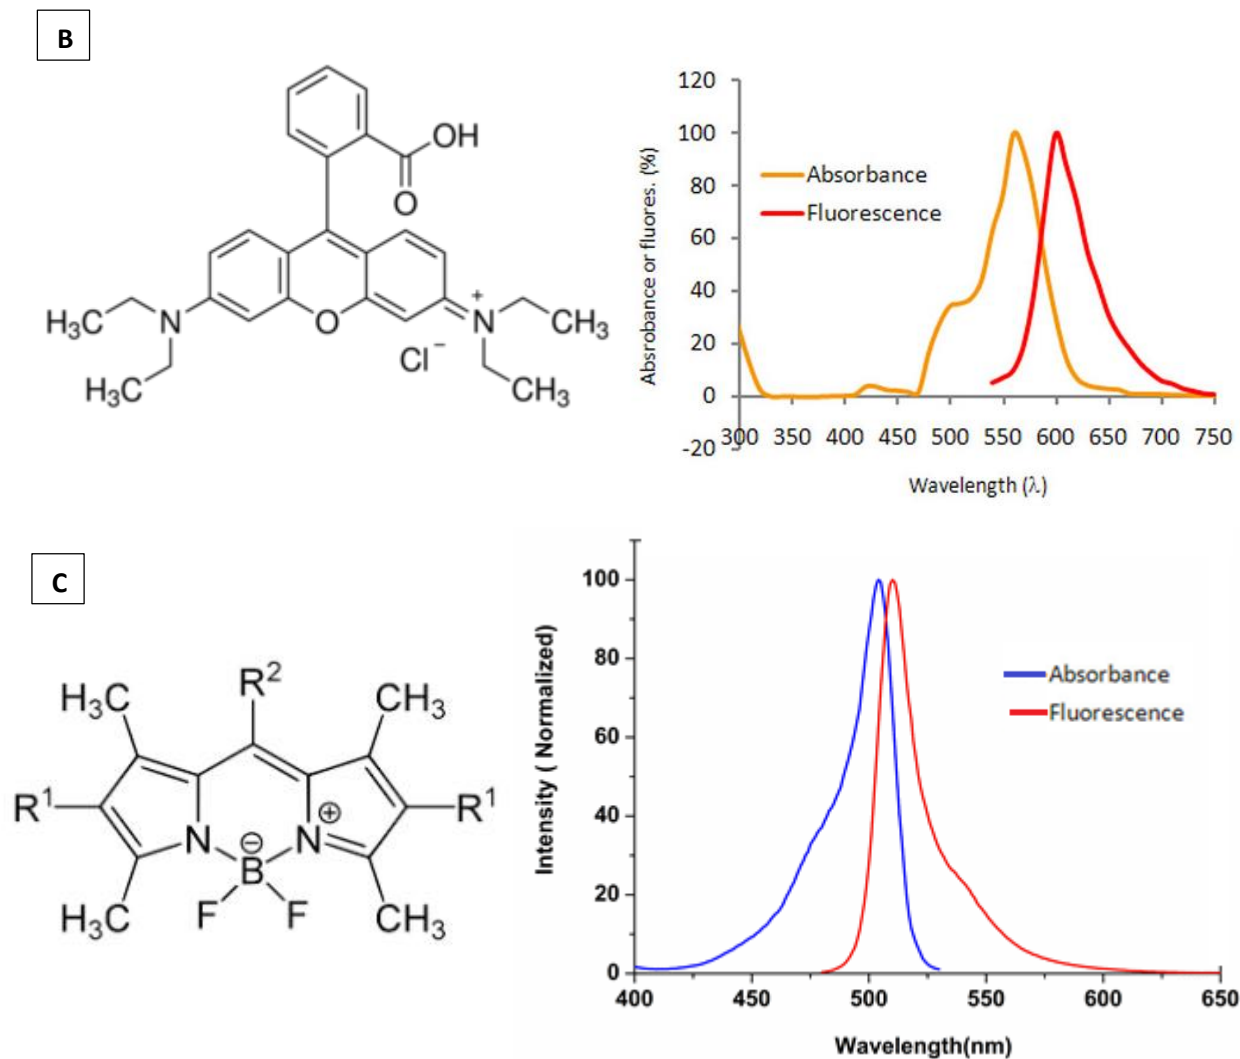 B
OH
O
H₃C
N
O
+
N
CH₃
Cl⁻
H₃C
CH₃
Absrobance or fluores. (%)
120
100
80
60
40
20
0
-20
Absorbance
Fluorescence
300 350 400 450 500 550 600 650 700 750
Wavelength (λ)
C
R²
H₃C
CH₃
R¹
R¹
N
⊕
N
⊖
B
F
F
H₃C
CH₃
Intensity ( Normalized)
100
80
60
40
20
0
Absorbance
Fluorescence
400 450 500 550 600 650
Wavelength(nm)